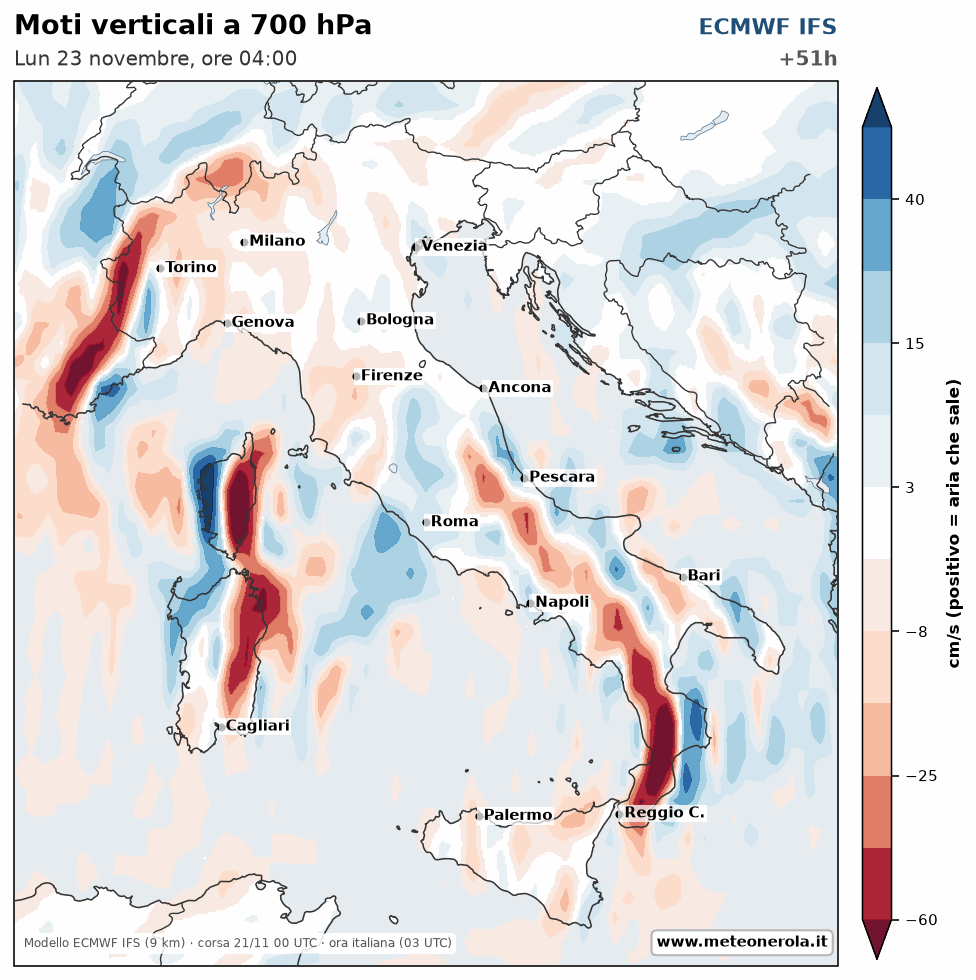 Moti verticali a 700 hPa
ECMWF IFS
Lun 23 novembre, ore 04:00
+51h
Milano
Venezia
Torino
Genova
Bologna
Firenze
Ancona
Pescara
Roma
Bari
Napoli
Cagliari
Palermo
Reggio C.
40
15
3
−8
−25
−60
cm/s (positivo = aria che sale)
Modello ECMWF IFS (9 km) · corsa 21/11 00 UTC · ora italiana (03 UTC)
www.meteonerola.it